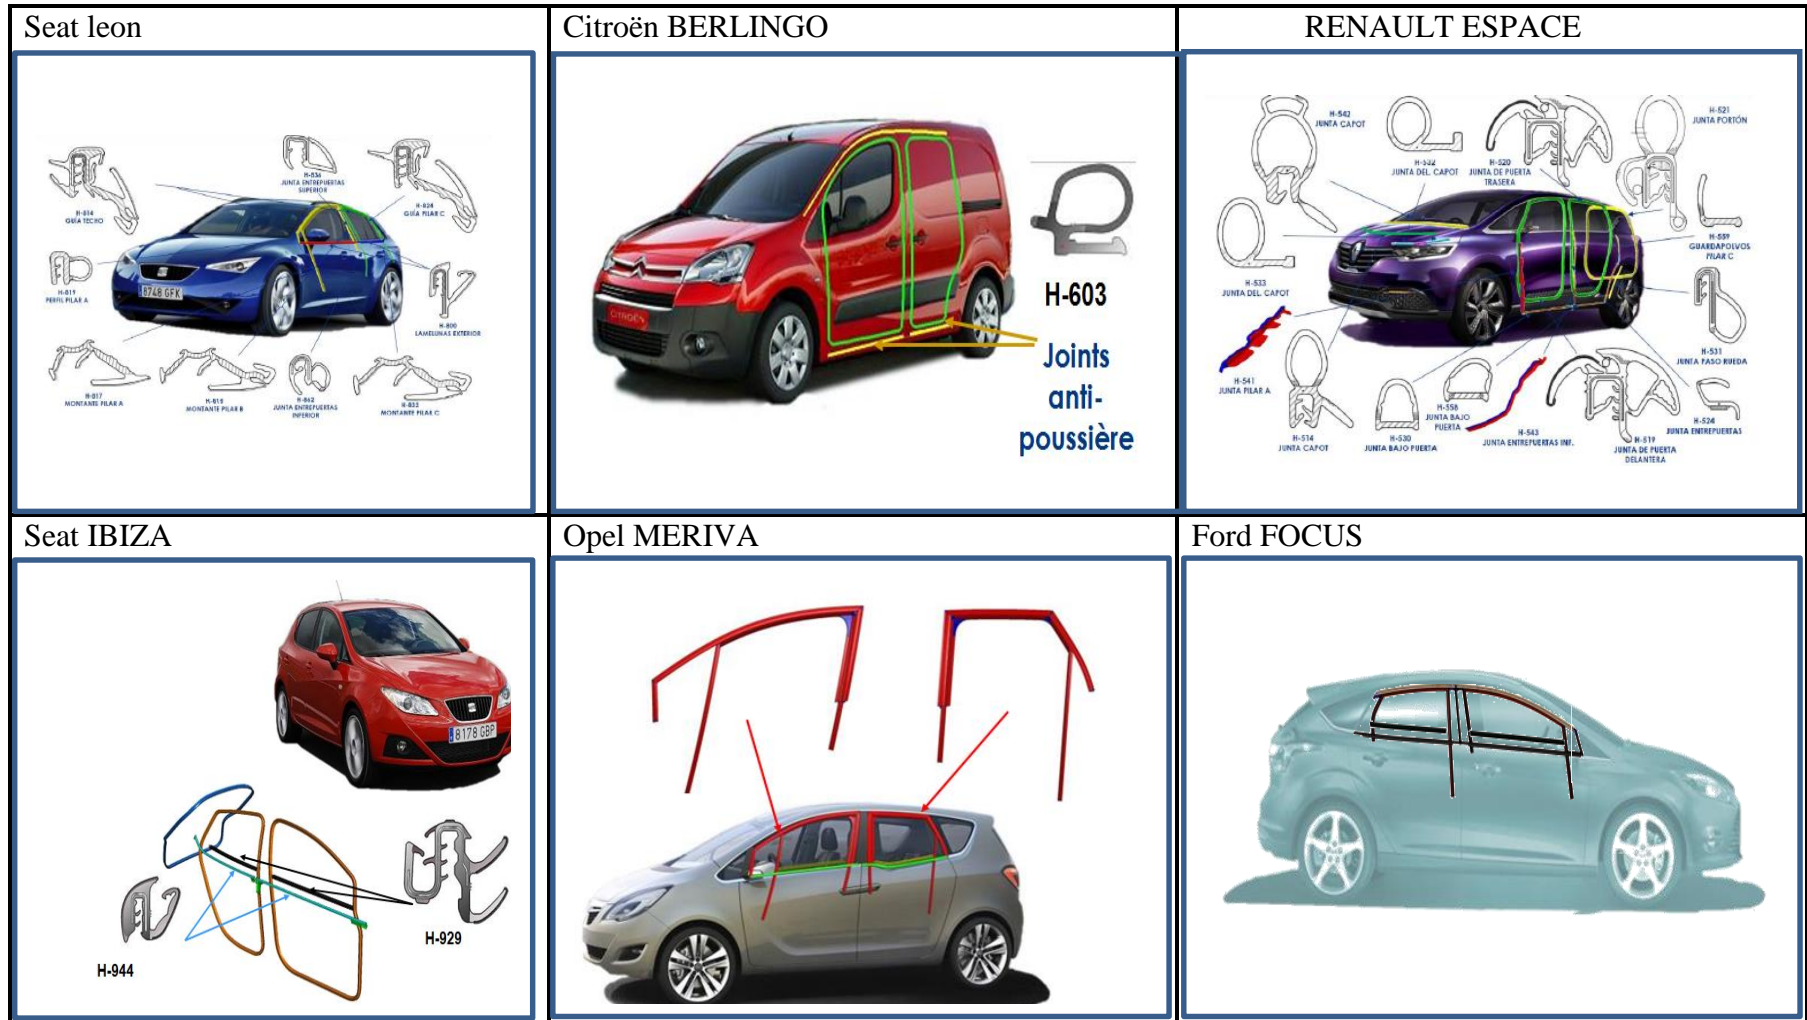 Seat leon
H-814
GUÍA TECHO
H-836
JUNTA ENTREPUERTAS
SUPERIOR
H-828
GUÍA PILAR C
H-819
PERFIL PILAR A
8748 GFK
H-800
LAMELUNAS EXTERIOR
H-817
MONTANTE PILAR A
H-818
MONTANTE PILAR B
H-862
JUNTA ENTREPUERTAS
INFERIOR
MONTANTE PILAR C
Citroën BERLINGO
CITROËN
H-603
Joints
anti-
poussière
RENAULT ESPACE
H-542
JUNTA CAPOT
H-532
JUNTA DEL. CAPOT
H-520
JUNTA DE PUERTA
TRASERA
H-521
JUNTA PORTÓN
H-559
GUARDAPOLVOS
PILAR C
H-533
JUNTA DEL. CAPOT
H-531
JUNTA PASO RUEDA
H-541
JUNTA PILAR A
H-514
JUNTA CAPOT
H-530
JUNTA BAJO PUERTA
H-558
JUNTA BAJO
PUERTA
H-543
JUNTA ENTREPUERTAS INF.
H-519
JUNTA DE PUERTA
DELANTERA
H-524
JUNTA ENTREPUERTAS
Seat IBIZA
8178 GBP
H-929
H-944
Opel MERIVA
Ford FOCUS